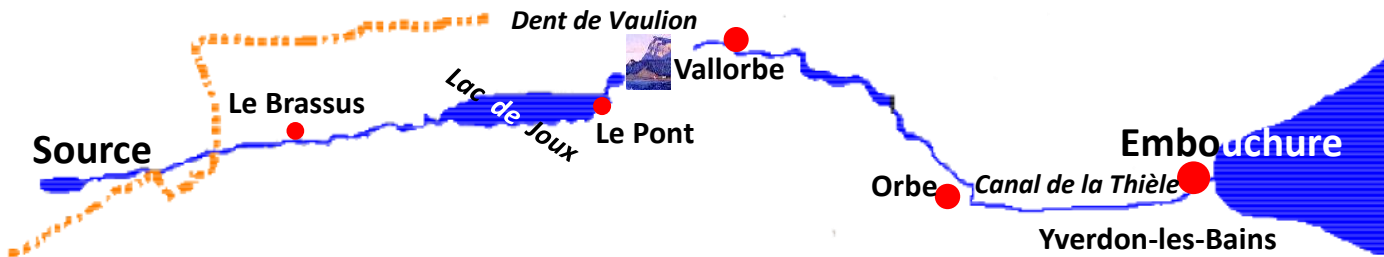 Dent de Vaulion
Vallorbe
Lac de Joux
Le Brassus
Le Pont
Source
Embouchure
Orbe
Canal de la Thièle
Yverdon-les-Bains